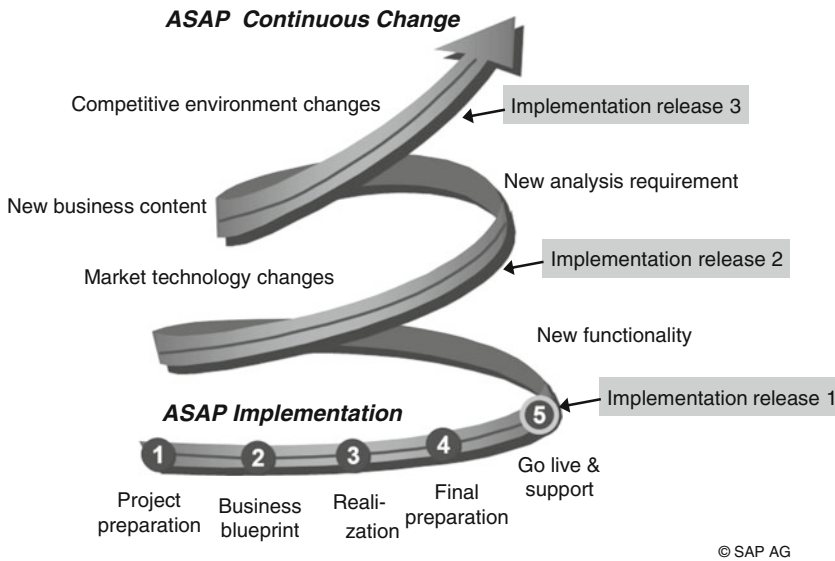 ASAP Continuous Change
Competitive environment changes
Implementation release 3
New analysis requirement
New business content
Implementation release 2
Market technology changes
New functionality
Implementation release 1
ASAP Implementation
1
2
3
4
5
Project
preparation
Business
blueprint
Reali-
zation
Final
preparation
Go live &
support
© SAP AG